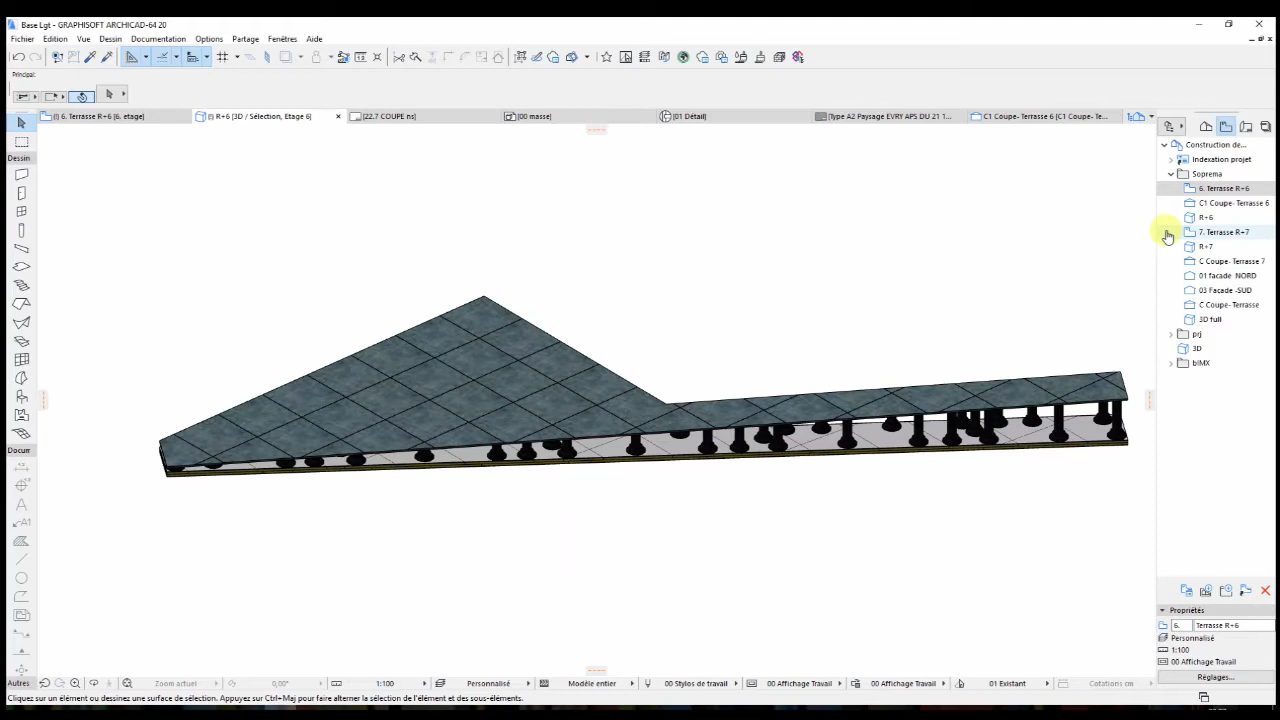 Base Lgt - GRAPHISOFT ARCHICAD-64 20
Fichier Edition Vue Dessin Documentation Options Partage Fenêtres Aide
Principal:
(!) 6. Terrasse R+6 [6. etage]
(!) R+6 [3D / Sélection, Etage 6]
[22.7 COUPE ns]
[00 masse]
[01 Détail]
[Type A2 Paysage EVRY APS DU 21 1...
C1 Coupe- Terrasse 6 [C1 Coupe- Te...
Dessin
Docum
A1
Autres
Construction de...
Indexation projet
Soprema
6. Terrasse R+6
C1 Coupe- Terrasse 6
R+6
7. Terrasse R+7
R+7
C Coupe- Terrasse 7
01 facade NORD
03 Facade -SUD
C Coupe- Terrasse
3D full
prj
3D
bIMX
Propriétés
6. Terrasse R+6
Personnalisé
1:100
00 Affichage Travail
Réglages...
Zoom actuel 0,00° 1:100 Personnalisé Modèle entier 00 Stylos de travail 00 Affichage Travail 00 Affichage Travail 01 Existant Cotations cm
Cliquez sur un élément ou dessinez une surface de sélection. Appuyez sur Ctrl+Maj pour faire alterner la sélection de l'élément et des sous-éléments.